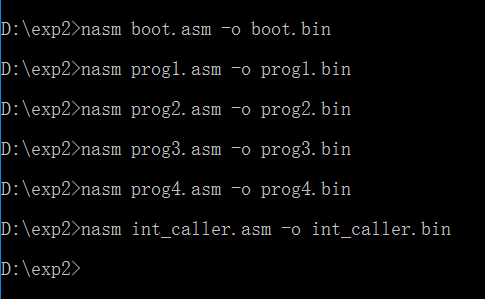 D:\exp2>nasm boot.asm -o boot.bin
D:\exp2>nasm prog1.asm -o prog1.bin
D:\exp2>nasm prog2.asm -o prog2.bin
D:\exp2>nasm prog3.asm -o prog3.bin
D:\exp2>nasm prog4.asm -o prog4.bin
D:\exp2>nasm int_caller.asm -o int_caller.bin
D:\exp2>